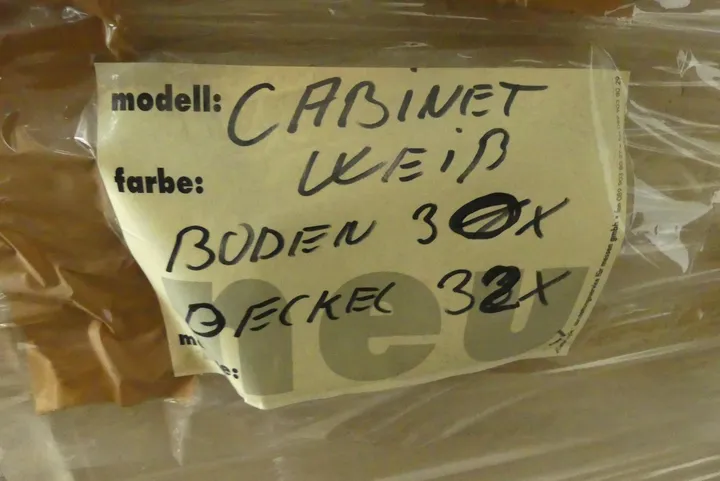 modell: CABINET
farbe: WEIß
BODEN 30X
DECKEL 32X
neu